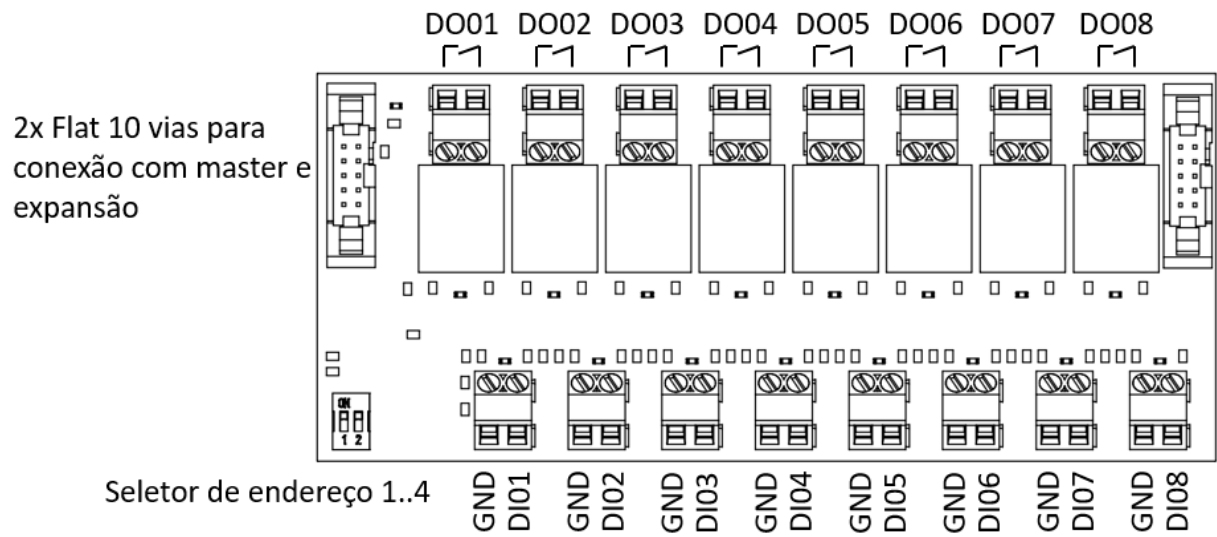 DO01 DO02 DO03 DO04 DO05 DO06 DO07 DO08
2x Flat 10 vias para
conexão com master e
expansão
ON
1 2
Seletor de endereço 1..4
GND DI01 GND DI02 GND DI03 GND DI04 GND DI05 GND DI06 GND DI07 GND DI08